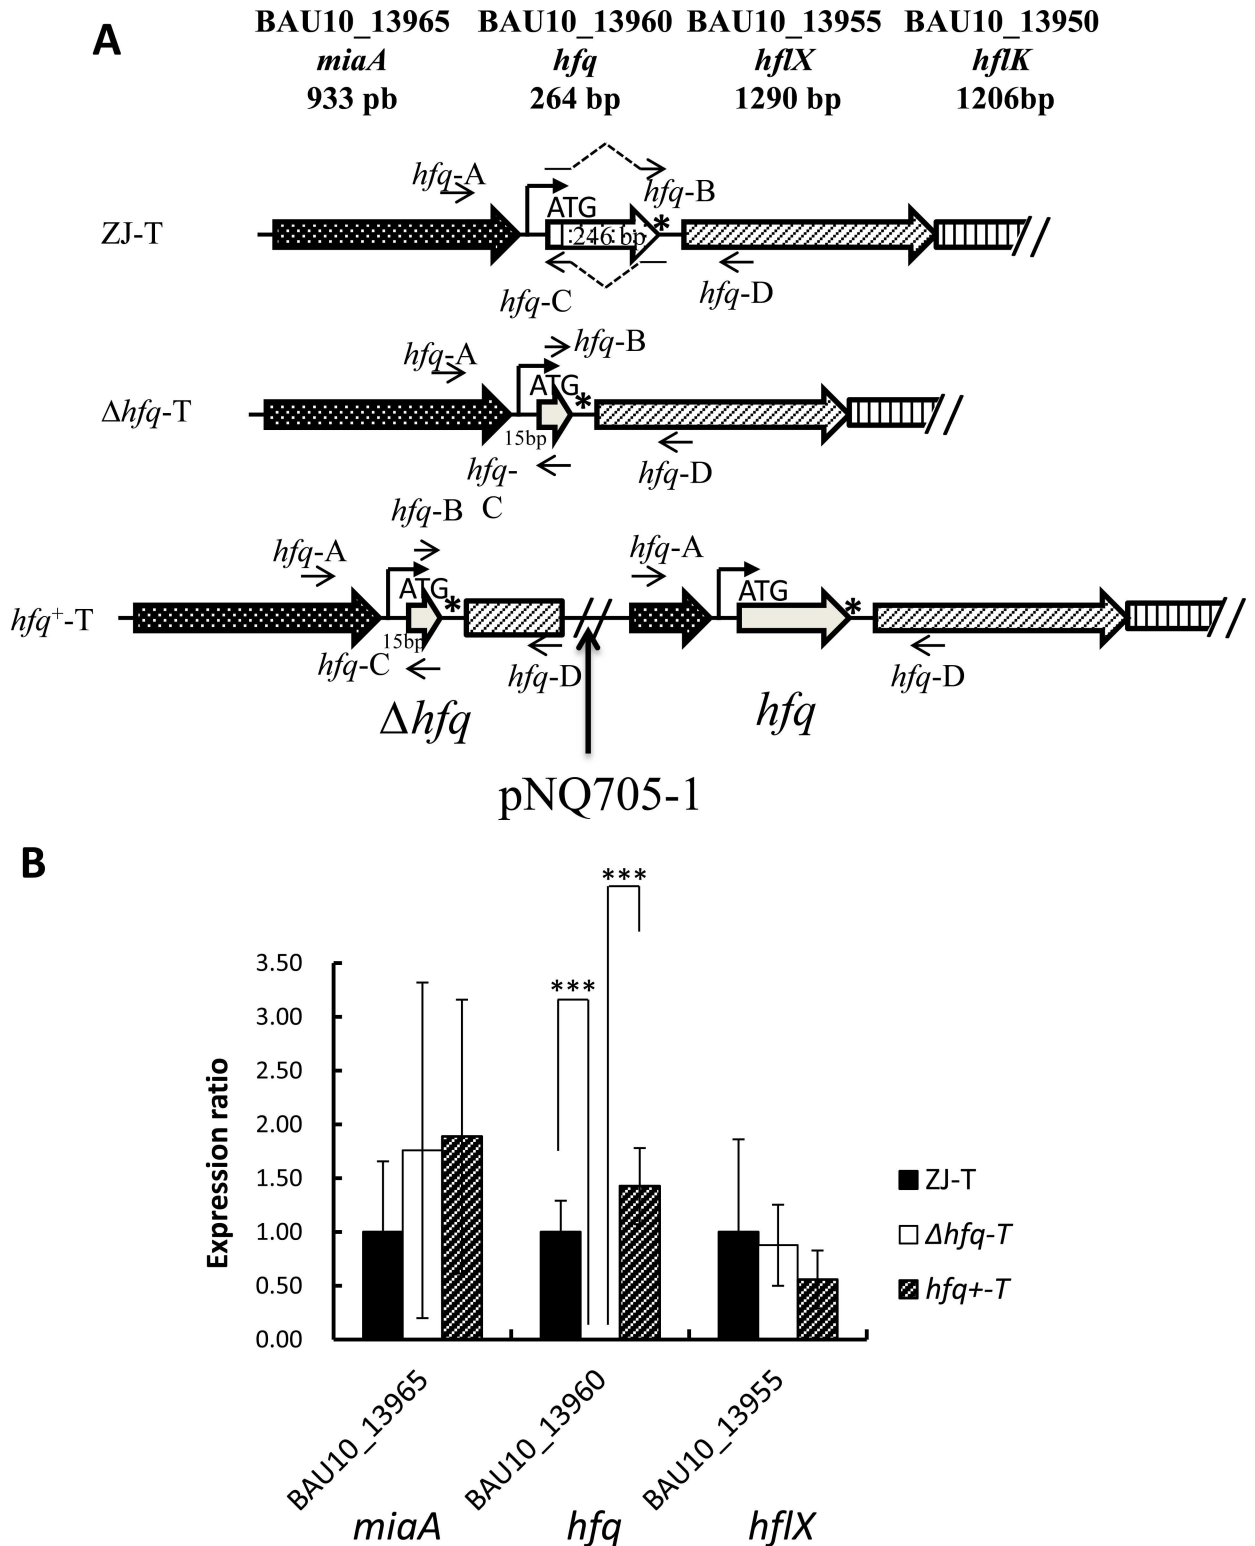 A
BAU10_13965 BAU10_13960 BAU10_13955 BAU10_13950
miaA hfq hflX hflK
933 pb 264 bp 1290 bp 1206bp
hfq-A hfq-B
ATG *
ZJ-T 246 bp
hfq-C hfq-D
hfq-A hfq-B
ATG *
Δhfq-T
15bp
hfq-C hfq-D
hfq-B
hfq-A hfq-A
ATG * ATG *
hfq+-T
15bp
hfq-C hfq-D hfq-D
Δhfq hfq
pNQ705-1
B
***
***
Expression ratio
3.50
3.00
2.50
2.00
1.50
1.00
0.50
0.00
ZJ-T
Δhfq-T
hfq+-T
BAU10_13965 BAU10_13960 BAU10_13955
miaA hfq hflX